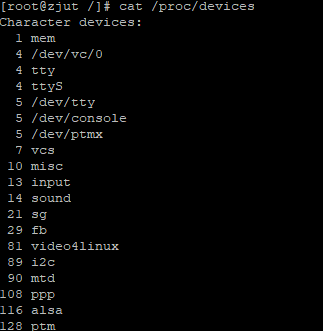 [root@zjut /]# cat /proc/devices
Character devices:
  1 mem
  4 /dev/vc/0
  4 tty
  4 ttyS
  5 /dev/tty
  5 /dev/console
  5 /dev/ptmx
  7 vcs
 10 misc
 13 input
 14 sound
 21 sg
 29 fb
 81 video4linux
 89 i2c
 90 mtd
108 ppp
116 alsa
128 ptm